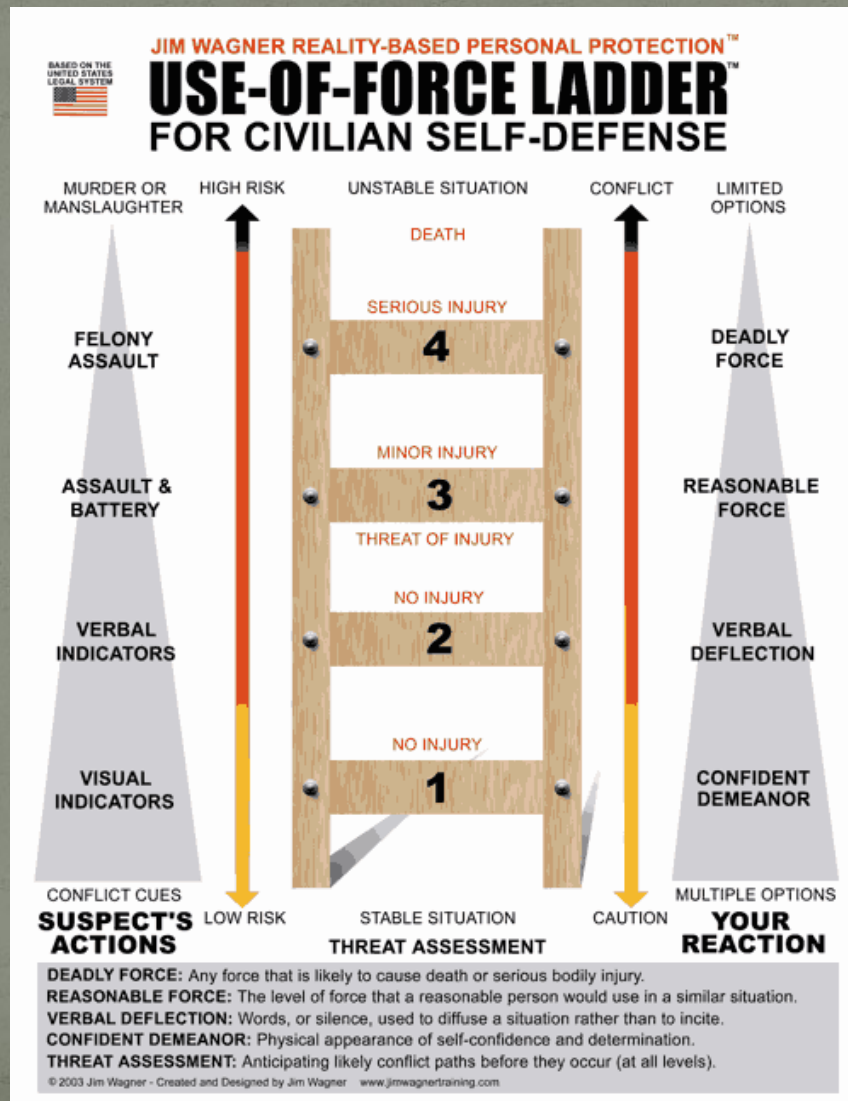 JIM WAGNER REALITY-BASED PERSONAL PROTECTION™
BASED ON THE
UNITED STATES
LEGAL SYSTEM
USE-OF-FORCE LADDER™
FOR CIVILIAN SELF-DEFENSE
MURDER OR
MANSLAUGHTER
HIGH RISK
UNSTABLE SITUATION
CONFLICT
LIMITED
OPTIONS
DEATH
SERIOUS INJURY
FELONY
ASSAULT
4
DEADLY
FORCE
MINOR INJURY
ASSAULT &
BATTERY
3
REASONABLE
FORCE
THREAT OF INJURY
NO INJURY
VERBAL
INDICATORS
2
VERBAL
DEFLECTION
NO INJURY
VISUAL
INDICATORS
1
CONFIDENT
DEMEANOR
CONFLICT CUES
MULTIPLE OPTIONS
SUSPECT'S
ACTIONS
LOW RISK
STABLE SITUATION
THREAT ASSESSMENT
CAUTION
YOUR
REACTION
DEADLY FORCE: Any force that is likely to cause death or serious bodily injury.
REASONABLE FORCE: The level of force that a reasonable person would use in a similar situation.
VERBAL DEFLECTION: Words, or silence, used to diffuse a situation rather than to incite.
CONFIDENT DEMEANOR: Physical appearance of self-confidence and determination.
THREAT ASSESSMENT: Anticipating likely conflict paths before they occur (at all levels).
© 2003 Jim Wagner - Created and Designed by Jim Wagner www.jimwagnertraining.com